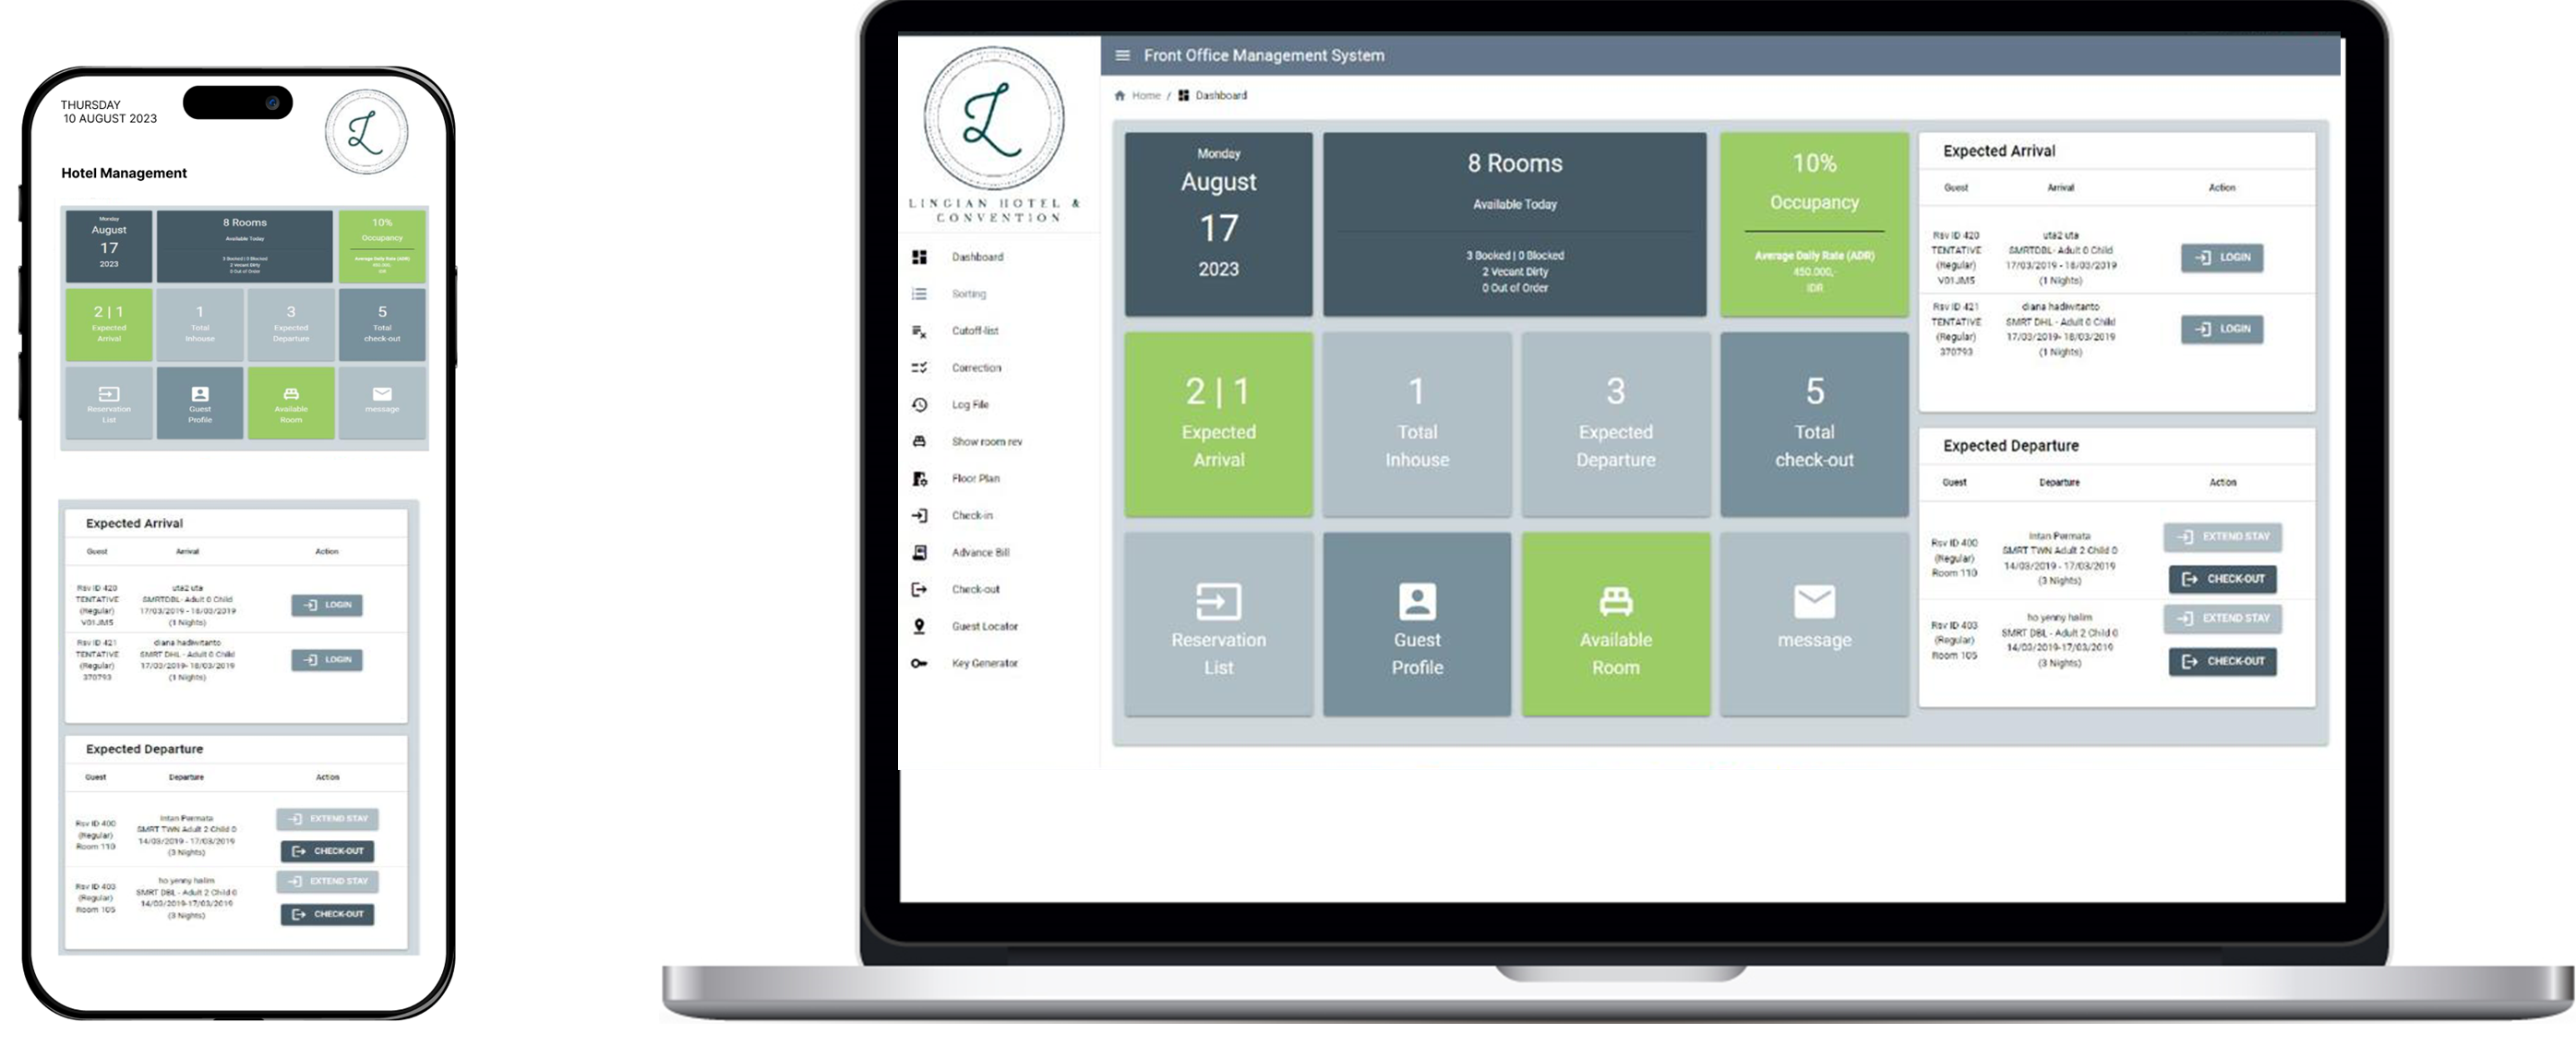 THURSDAY
10 AUGUST 2023
Hotel Management
Monday
August
17
2023
8 Rooms
Available Today
3 Booked | 0 Blocked
2 Vecant Dirty
0 Out of Order
10%
Occupancy
Average Daily Rate (ADR)
450.000,-
IDR
2 | 1
Expected
Arrival
1
Total
Inhouse
3
Expected
Departure
5
Total
check-out
Reservation
List
Guest
Profile
Available
Room
message
Expected Arrival
Guest Arrival Action
Rsv ID 420
TENTATIVE
(Regular)
V01JM5
uta2 uta
SMRTDBL- Adult 0 Child
17/03/2019 - 18/03/2019
(1 Nights)
LOGIN
Rsv ID 421
TENTATIVE
(Regular)
370793
diana hadiwitanto
SMRT DHL - Adult 0 Child
17/03/2019- 18/03/2019
(1 Nights)
LOGIN
Expected Departure
Guest Departure Action
Rsv ID 400
(Regular)
Room 110
Intan Permata
SMRT TWN Adult 2 Child 0
14/03/2019 - 17/03/2019
(3 Nights)
EXTEND STAY
CHECK-OUT
Rsv ID 403
(Regular)
Room 105
ho yenny halim
SMRT DBL - Adult 2 Child 0
14/03/2019-17/03/2019
(3 Nights)
EXTEND STAY
CHECK-OUT
L
LINGIAN HOTEL &
CONVENTION
Dashboard
Sorting
Cutoff-list
Correction
Log File
Show room rev
Floor Plan
Check-in
Advance Bill
Check-out
Guest Locator
Key Generator
Front Office Management System
Home / Dashboard
Monday
August
17
2023
8 Rooms
Available Today
3 Booked | 0 Blocked
2 Vecant Dirty
0 Out of Order
10%
Occupancy
Average Daily Rate (ADR)
450.000,-
IDR
2 | 1
Expected
Arrival
1
Total
Inhouse
3
Expected
Departure
5
Total
check-out
Reservation
List
Guest
Profile
Available
Room
message
Expected Arrival
Guest Arrival Action
Rsv ID 420
TENTATIVE
(Regular)
V01JM5
uta2 uta
SMRTDBL- Adult 0 Child
17/03/2019 - 18/03/2019
(1 Nights)
LOGIN
Rsv ID 421
TENTATIVE
(Regular)
370793
diana hadiwitanto
SMRT DHL - Adult 0 Child
17/03/2019- 18/03/2019
(1 Nights)
LOGIN
Expected Departure
Guest Departure Action
Rsv ID 400
(Regular)
Room 110
Intan Permata
SMRT TWN Adult 2 Child 0
14/03/2019 - 17/03/2019
(3 Nights)
EXTEND STAY
CHECK-OUT
Rsv ID 403
(Regular)
Room 105
ho yenny halim
SMRT DBL - Adult 2 Child 0
14/03/2019-17/03/2019
(3 Nights)
EXTEND STAY
CHECK-OUT